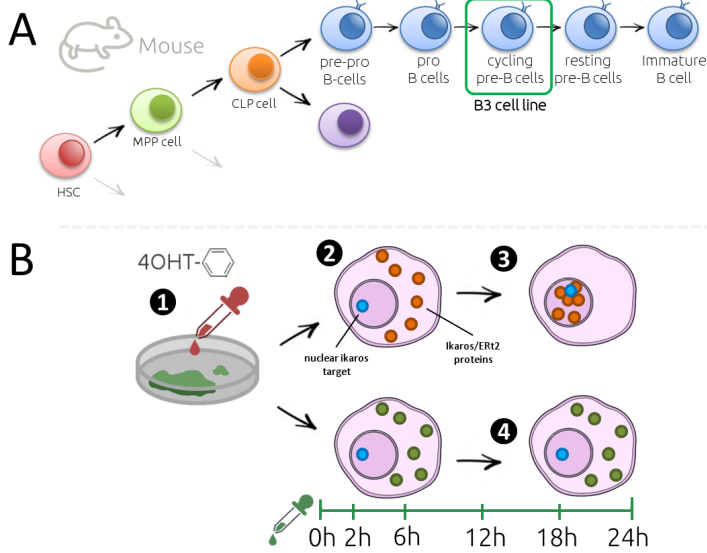 A
Mouse
pre-pro
B-cells
pro
B cells
cycling
pre-B cells
resting
pre-B cells
Immature
B cell
B3 cell line
CLP cell
MPP cell
HSC
B
4OHT-
1
2
3
nuclear ikaros
target
Ikaros/ERt2
proteins
4
0h 2h 6h 12h 18h 24h